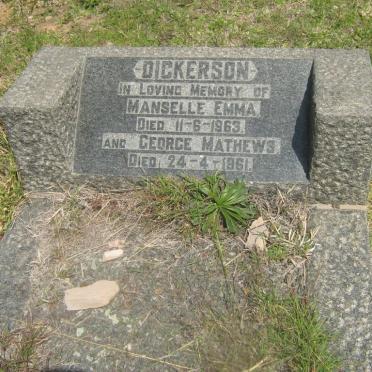 DICKERSON
IN LOVING MEMORY OF
MANSELLE EMMA
DIED 11-6-1963.
AND GEORGE MATHEWS
DIED 24-4-1961.